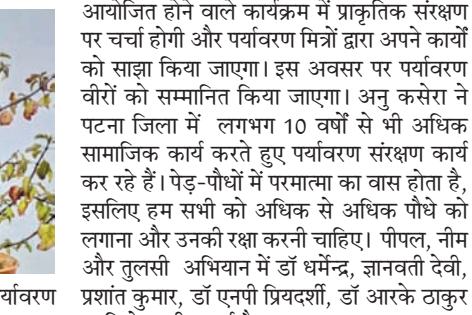 आयोजित होने वाले कार्यक्रम में प्राकृतिक संरक्षण
पर चर्चा होगी और पर्यावरण मित्रों द्वारा अपने कार्यों
को साझा किया जाएगा। इस अवसर पर पर्यावरण
वीरों को सम्मानित किया जाएगा। अनु कसेरा ने
पटना जिला में लगभग 10 वर्षों से भी अधिक
सामाजिक कार्य करते हुए पर्यावरण संरक्षण कार्य
कर रहे हैं। पेड़-पौधों में परमात्मा का वास होता है,
इसलिए हम सभी को अधिक से अधिक पौधे को
लगाना और उनकी रक्षा करनी चाहिए। पीपल, नीम
और तुलसी अभियान में डॉ धर्मेन्द्र, ज्ञानवती देवी,
र्यावरण प्रशांत कुमार, डॉ एनपी प्रियदर्शी, डॉ आरके ठाकुर